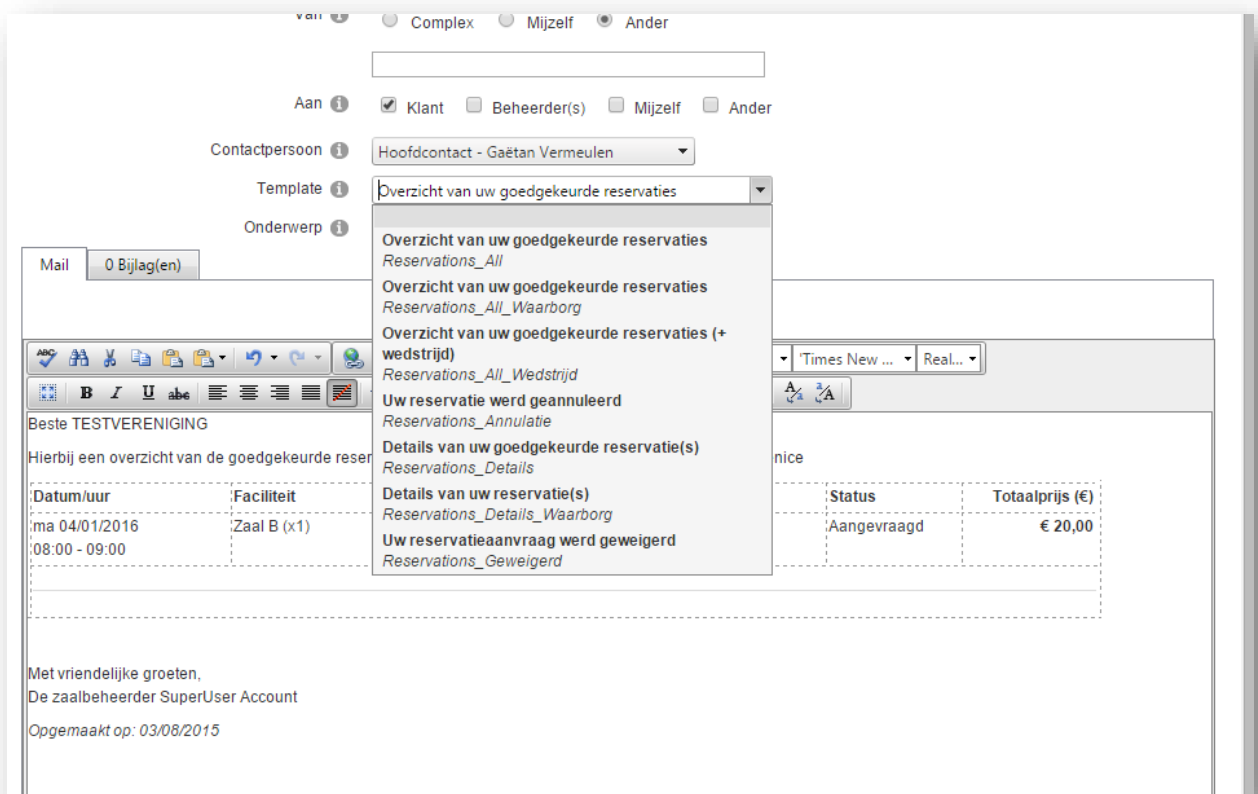 Van Complex Mijzelf Ander
Aan Klant Beheerder(s) Mijzelf Ander
Contactpersoon Hoofdcontact - Gaëtan Vermeulen
Template Overzicht van uw goedgekeurde reservaties
Onderwerp
Overzicht van uw goedgekeurde reservaties
Reservations_All
Overzicht van uw goedgekeurde reservaties
Reservations_All_Waarborg
Overzicht van uw goedgekeurde reservaties (+
wedstrijd)
Reservations_All_Wedstrijd
Uw reservatie werd geannuleerd
Reservations_Annulatie
Details van uw goedgekeurde reservatie(s)
Reservations_Details
Details van uw reservatie(s)
Reservations_Details_Waarborg
Uw reservatieaanvraag werd geweigerd
Reservations_Geweigerd
Mail 0 Bijlag(en)
ABC 'Times New ... Real...
B I U abc
Beste TESTVERENIGING
Hierbij een overzicht van de goedgekeurde reser nice
Datum/uur Faciliteit Status Totaalprijs (€)
ma 04/01/2016 Zaal B (x1) Aangevraagd € 20,00
08:00 - 09:00
Met vriendelijke groeten,
De zaalbeheerder SuperUser Account
Opgemaakt op: 03/08/2015